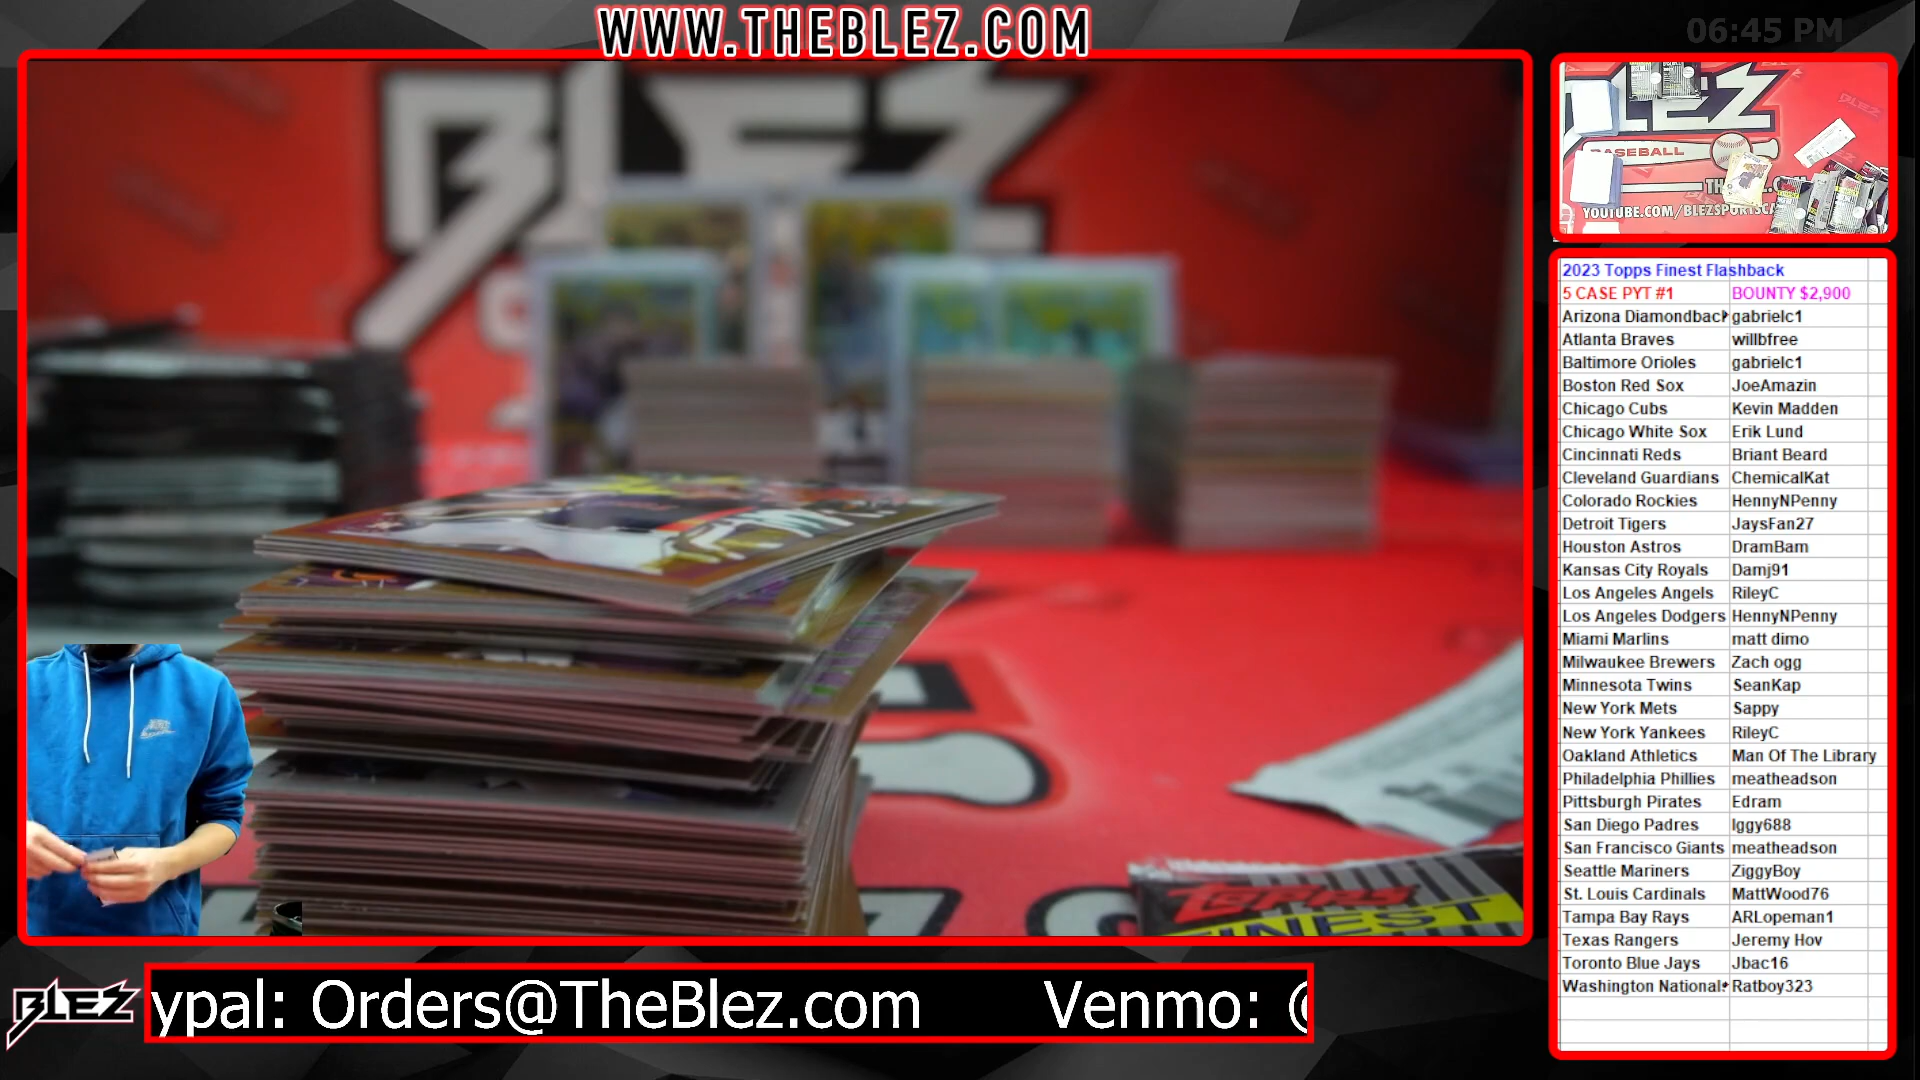 WWW.THEBLEZ.COM
06:45 PM
BLEZ
BASEBALL
YOUTUBE.COM/BLEZSPORTSCA
2023 Topps Finest Flashback
5 CASE PYT #1 BOUNTY $2,900
Arizona Diamondback gabrielc1
Atlanta Braves willbfree
Baltimore Orioles gabrielc1
Boston Red Sox JoeAmazin
Chicago Cubs Kevin Madden
Chicago White Sox Erik Lund
Cincinnati Reds Briant Beard
Cleveland Guardians ChemicalKat
Colorado Rockies HennyNPenny
Detroit Tigers JaysFan27
Houston Astros DramBam
Kansas City Royals Damj91
Los Angeles Angels RileyC
Los Angeles Dodgers HennyNPenny
Miami Marlins matt dimo
Milwaukee Brewers Zach ogg
Minnesota Twins SeanKap
New York Mets Sappy
New York Yankees RileyC
Oakland Athletics Man Of The Library
Philadelphia Phillies meatheadson
Pittsburgh Pirates Edram
San Diego Padres Iggy688
San Francisco Giants meatheadson
Seattle Mariners ZiggyBoy
St. Louis Cardinals MattWood76
Tampa Bay Rays ARLopeman1
Texas Rangers Jeremy Hov
Toronto Blue Jays Jbac16
Washington Nationals Ratboy323
Topps
FINEST
BLEZ
ypal: Orders@TheBlez.com Venmo: @